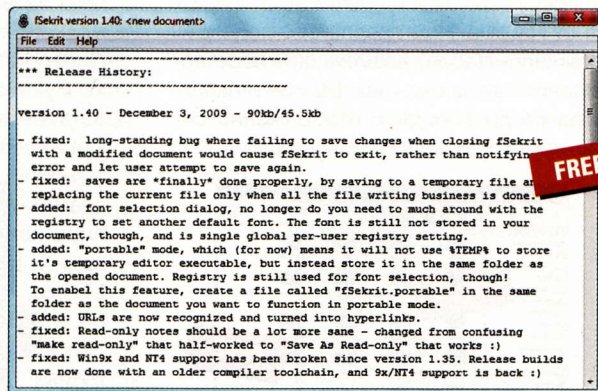 fSekrit version 1.40: <new document>
File Edit Help
~~~~~~~~~~~~~~~~~~~~~~~~~~~~~~~~~~~~~~
*** Release History:
~~~~~~~~~~~~~~~~~~~~~~~~~~~~~~~~~~~~~~
version 1.40 - December 3, 2009 - 90kb/45.5kb
- fixed: long-standing bug where failing to save changes when closing fSekrit
with a modified document would cause fSekrit to exit, rather than notifying
error and let user attempt to save again.
- fixed: saves are *finally* done properly, by saving to a temporary file an
replacing the current file only when all the file writing business is done.
- added: font selection dialog, no longer do you need to much around with the
registry to set another default font. The font is still not stored in your
document, though, and is single global per-user registry setting.
- added: "portable" mode, which (for now) means it will not use %TEMP% to store
it's temporary editor executable, but instead store it in the same folder as
the opened document. Registry is still used for font selection, though!
To enabel this feature, create a file called "fSekrit.portable" in the same
folder as the document you want to function in portable mode.
- added: URLs are now recognized and turned into hyperlinks.
- fixed: Read-only notes should be a lot more sane - changed from confusing
"make read-only" that half-worked to "Save As Read-only" that works :)
- fixed: Win9x and NT4 support has been broken since version 1.35. Release builds
are now done with an older compiler toolchain, and 9x/NT4 support is back :)
FREE